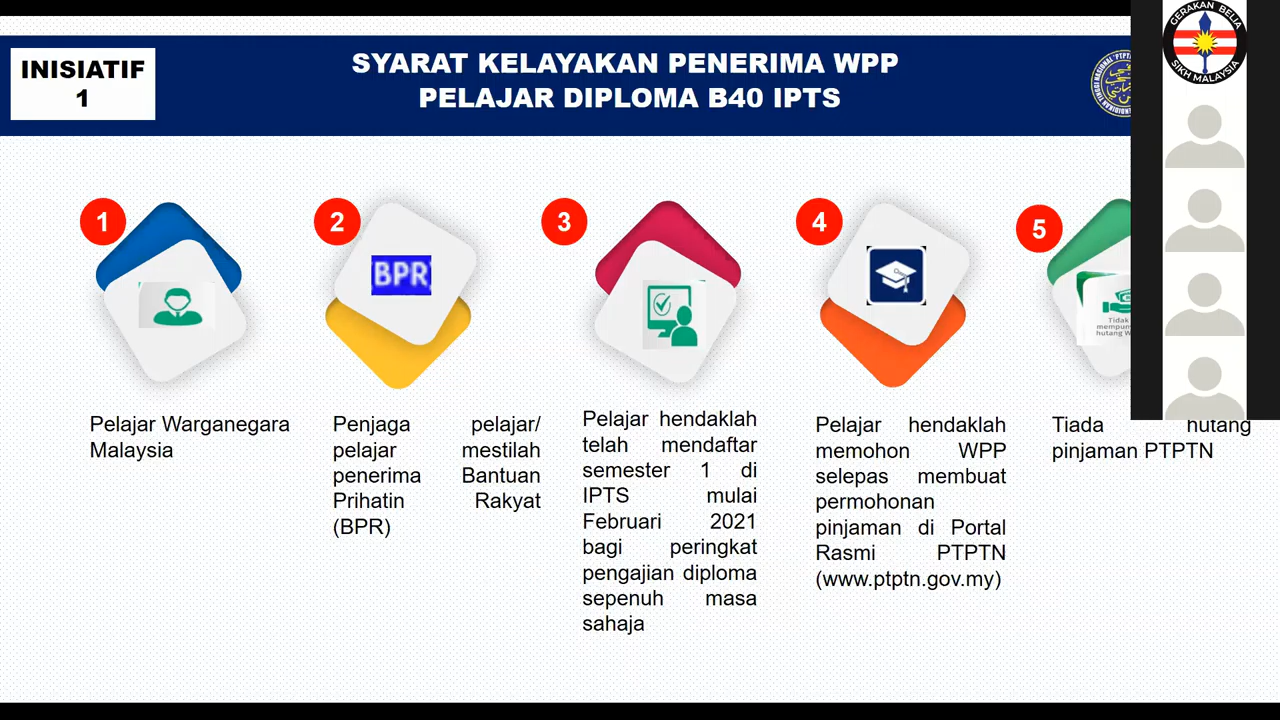 INISIATIF
1
SYARAT KELAYAKAN PENERIMA WPP
PELAJAR DIPLOMA B40 IPTS
GERAKAN BELIA
SIKH MALAYSIA
1
Pelajar Warganegara
Malaysia
2
BPR
Penjaga pelajar/
pelajar mestilah
penerima Bantuan
Prihatin Rakyat
(BPR)
3
Pelajar hendaklah
telah mendaftar
semester 1 di
IPTS mulai
Februari 2021
bagi peringkat
pengajian diploma
sepenuh masa
sahaja
4
Pelajar hendaklah
memohon WPP
selepas membuat
permohonan
pinjaman di Portal
Rasmi PTPTN
(www.ptptn.gov.my)
5
Tidak
Tiada hutang
pinjaman PTPTN